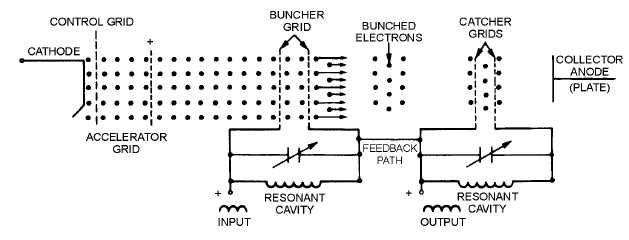 CONTROL GRID
CATHODE
+
ACCELERATOR
GRID
BUNCHER
GRID
BUNCHED
ELECTRONS
CATCHER
GRIDS
COLLECTOR
ANODE
(PLATE)
FEEDBACK
PATH
+
INPUT
RESONANT
CAVITY
+
OUTPUT
RESONANT
CAVITY